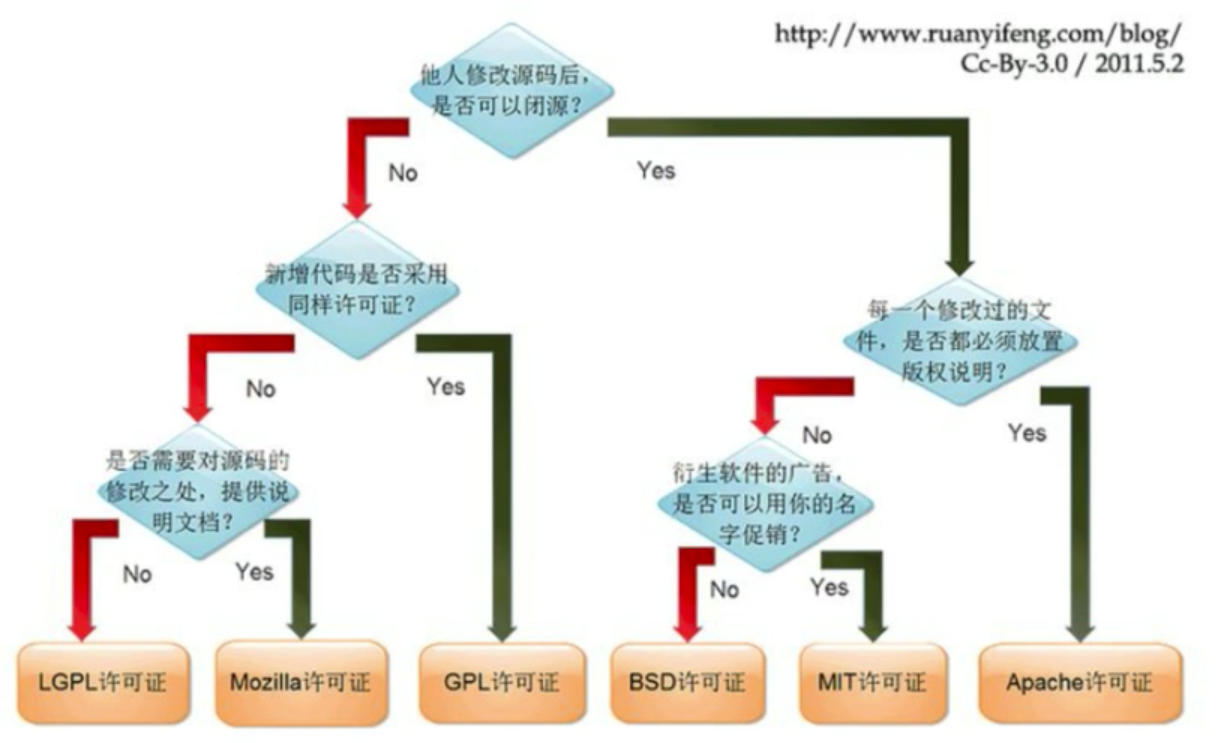 http://www.ruanyifeng.com/blog/
Cc-By-3.0 / 2011.5.2
他人修改源码后，
是否可以闭源？
No
Yes
新增代码是否采用
同样许可证？
每一个修改过的文
件，是否都必须放置
版权说明？
No
Yes
No
Yes
是否需要对源码的
修改之处，提供说
明文档？
衍生软件的广告，
是否可以用你的名
字促销？
No
Yes
No
Yes
LGPL许可证
Mozilla许可证
GPL许可证
BSD许可证
MIT许可证
Apache许可证